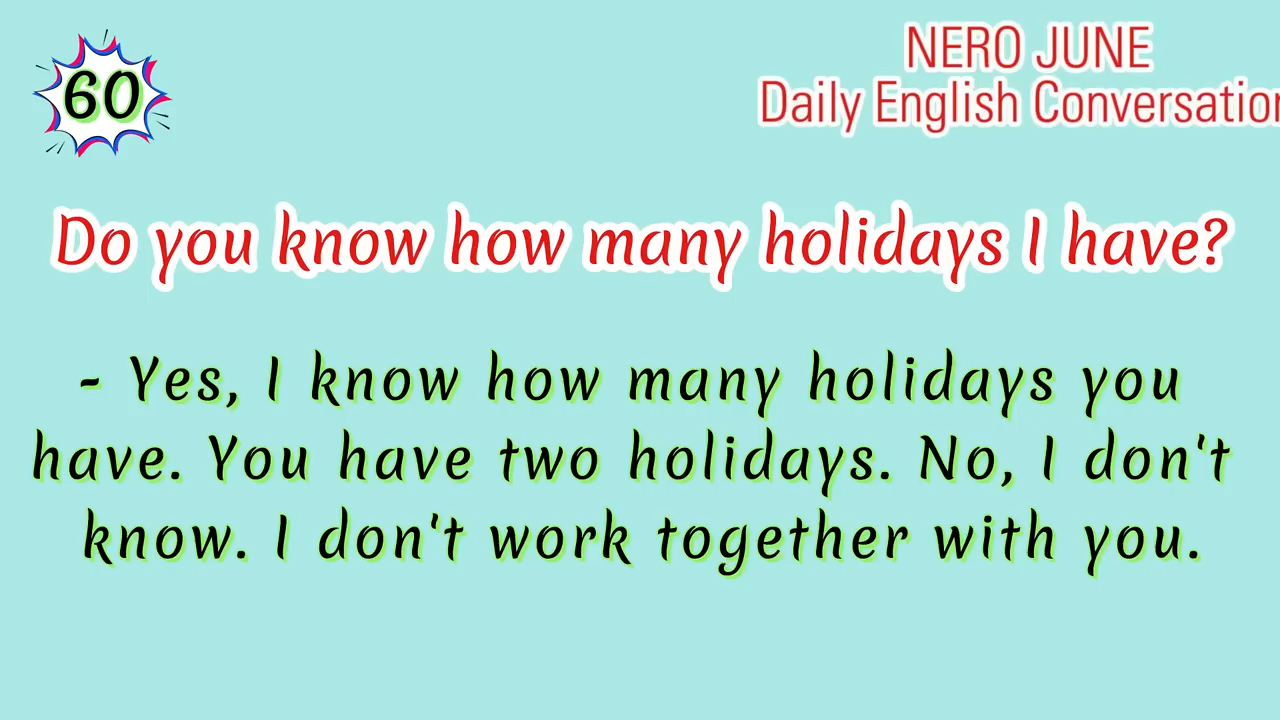 60
NERO JUNE
Daily English Conversation
Do you know how many holidays I have?
- Yes, I know how many holidays you
have. You have two holidays. No, I don't
know. I don't work together with you.